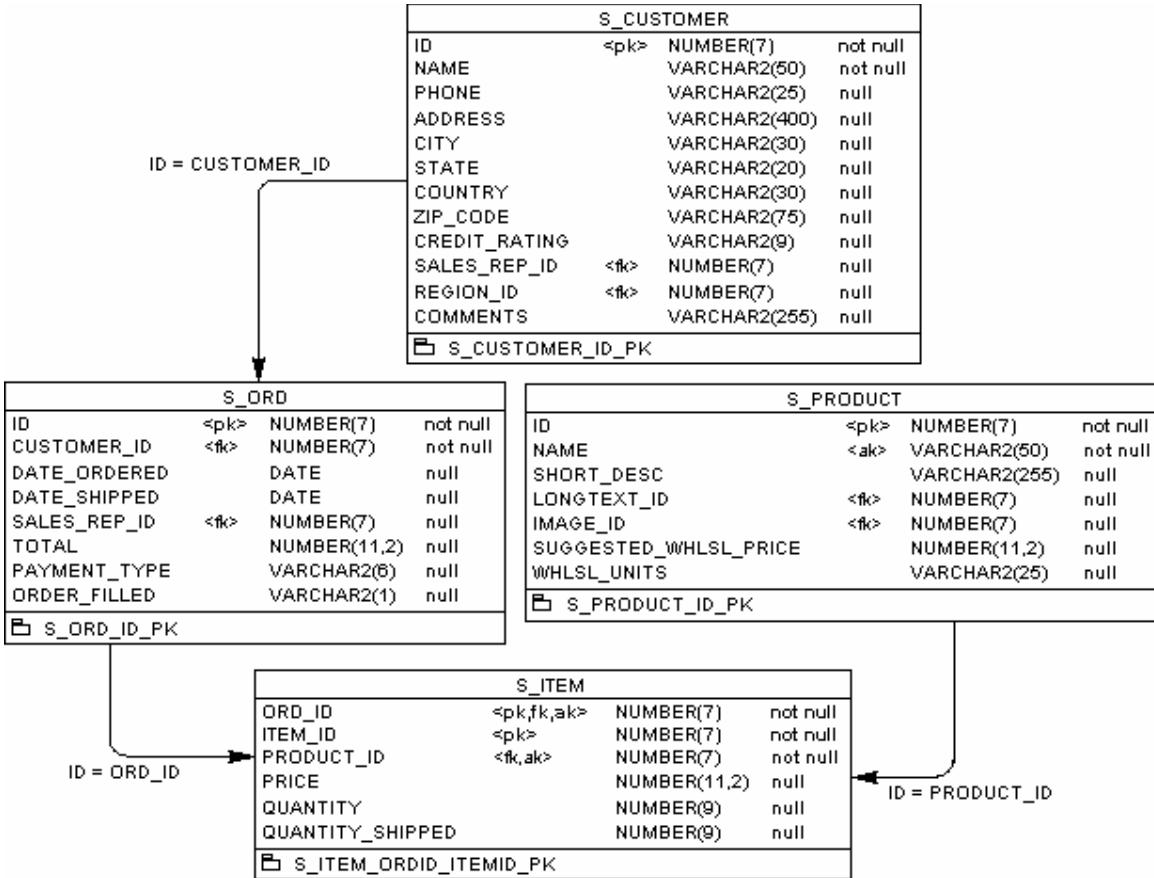 S_CUSTOMER
ID <pk> NUMBER(7) not null
NAME VARCHAR2(50) not null
PHONE VARCHAR2(25) null
ADDRESS VARCHAR2(400) null
CITY VARCHAR2(30) null
STATE VARCHAR2(20) null
COUNTRY VARCHAR2(30) null
ZIP_CODE VARCHAR2(75) null
CREDIT_RATING VARCHAR2(9) null
SALES_REP_ID <fk> NUMBER(7) null
REGION_ID <fk> NUMBER(7) null
COMMENTS VARCHAR2(255) null
S_CUSTOMER_ID_PK
ID = CUSTOMER_ID
S_ORD
ID <pk> NUMBER(7) not null
CUSTOMER_ID <fk> NUMBER(7) not null
DATE_ORDERED DATE null
DATE_SHIPPED DATE null
SALES_REP_ID <fk> NUMBER(7) null
TOTAL NUMBER(11,2) null
PAYMENT_TYPE VARCHAR2(6) null
ORDER_FILLED VARCHAR2(1) null
S_ORD_ID_PK
S_PRODUCT
ID <pk> NUMBER(7) not null
NAME <ak> VARCHAR2(50) not null
SHORT_DESC VARCHAR2(255) null
LONGTEXT_ID <fk> NUMBER(7) null
IMAGE_ID <fk> NUMBER(7) null
SUGGESTED_WHLSL_PRICE NUMBER(11,2) null
WHLSL_UNITS VARCHAR2(25) null
S_PRODUCT_ID_PK
S_ITEM
ORD_ID <pk,fk,ak> NUMBER(7) not null
ITEM_ID <pk> NUMBER(7) not null
PRODUCT_ID <fk,ak> NUMBER(7) not null
PRICE NUMBER(11,2) null
QUANTITY NUMBER(9) null
QUANTITY_SHIPPED NUMBER(9) null
S_ITEM_ORDID_ITEMID_PK
ID = ORD_ID
ID = PRODUCT_ID